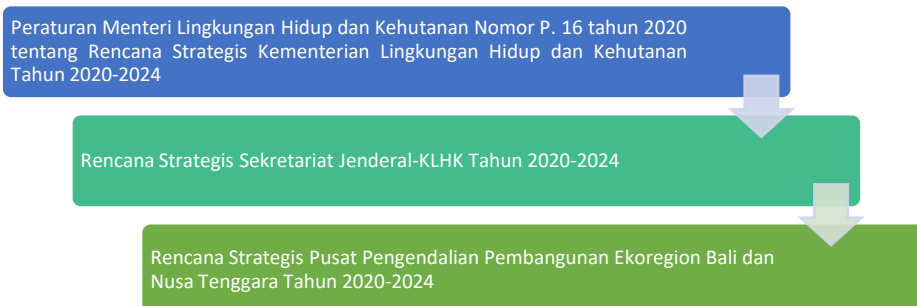 Peraturan Menteri Lingkungan Hidup dan Kehutanan Nomor P. 16 tahun 2020
tentang Rencana Strategis Kementerian Lingkungan Hidup dan Kehutanan
Tahun 2020-2024
Rencana Strategis Sekretariat Jenderal-KLHK Tahun 2020-2024
Rencana Strategis Pusat Pengendalian Pembangunan Ekoregion Bali dan
Nusa Tenggara Tahun 2020-2024